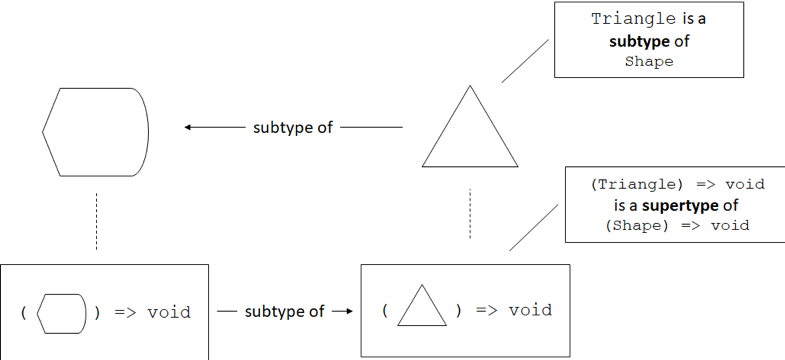 Triangle is a
subtype of
Shape
subtype of
(Triangle) => void
is a supertype of
(Shape) => void
( ) => void
subtype of
( ) => void